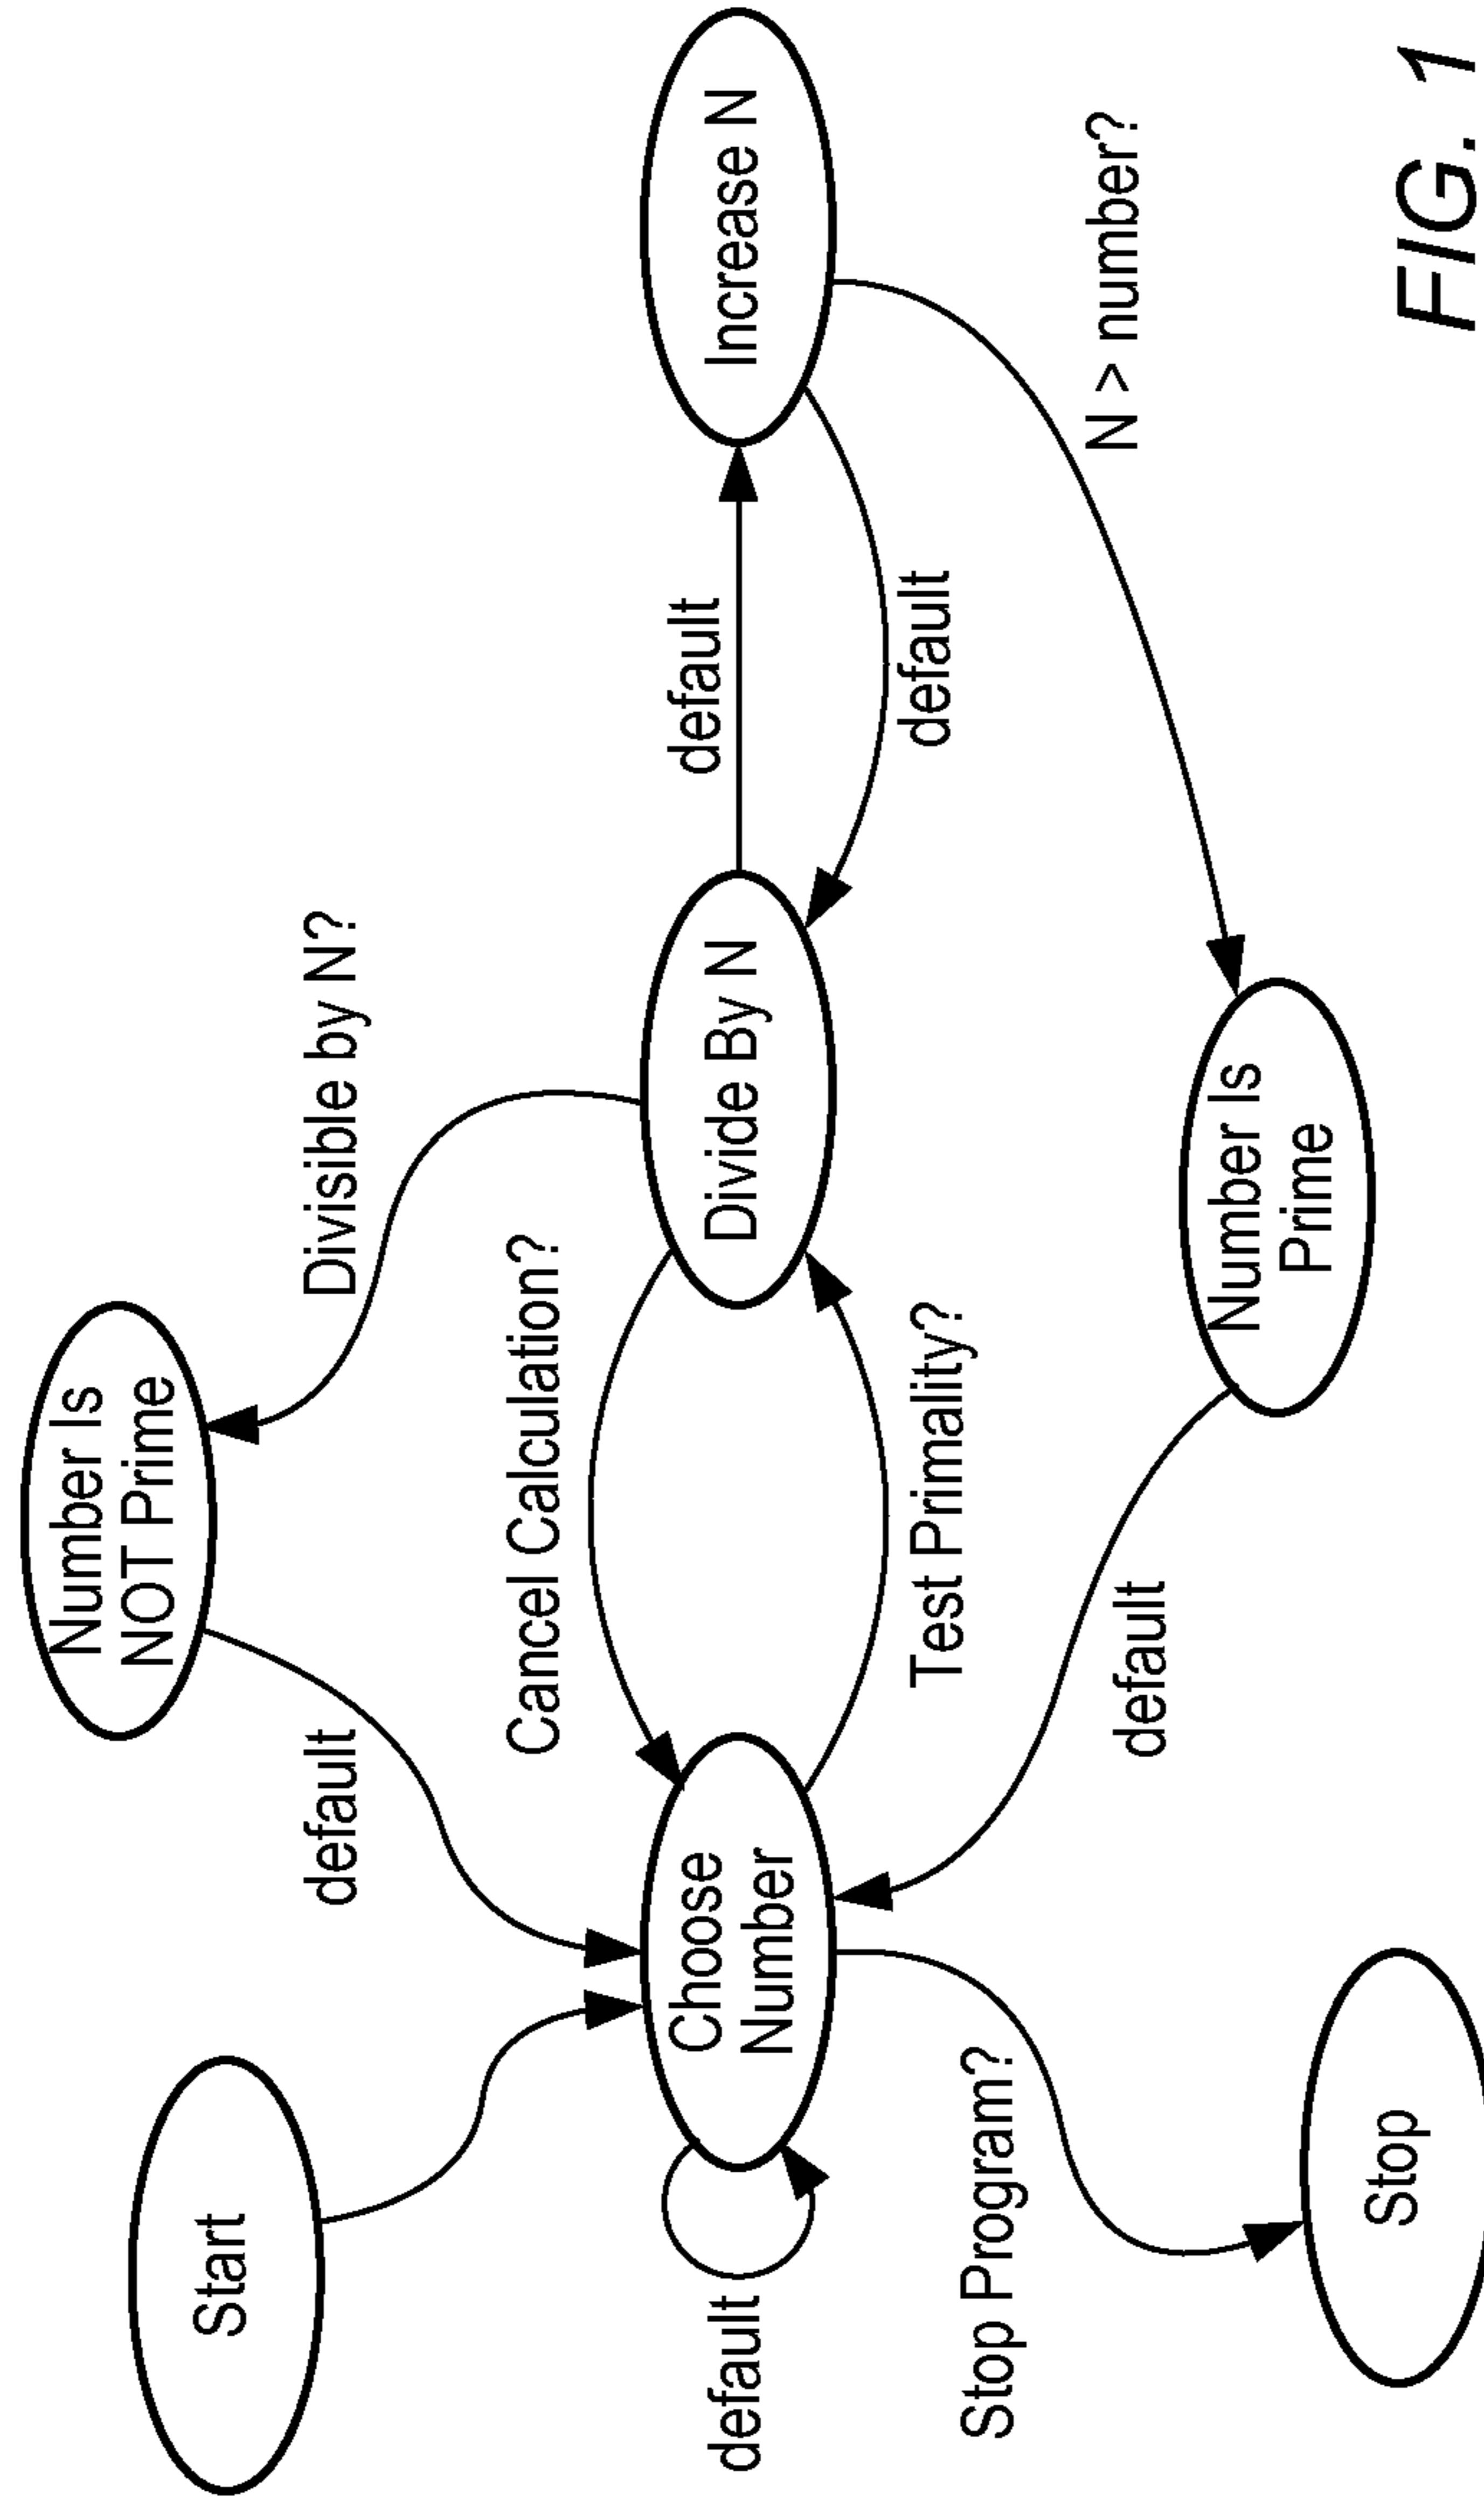 Start
Number Is
NOT Prime
default
Divisible by N?
Cancel Calculation?
default
Choose
Number
default
Divide By N
default
Increase N
Test Primality?
default
Stop Program?
default
N > number?
Number Is
Prime
Stop
FIG. 1